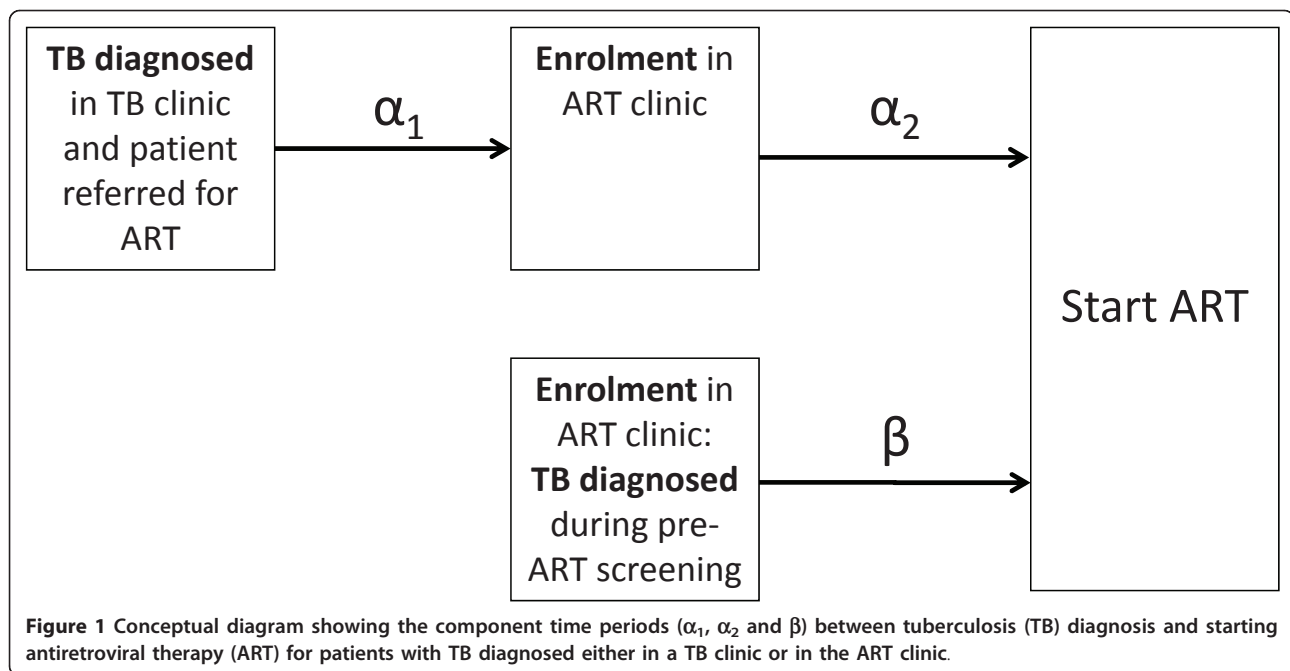 TB diagnosed
in TB clinic
and patient
referred for
ART
α₁
Enrolment in
ART clinic
α₂
Start ART
Enrolment in
ART clinic:
TB diagnosed
during pre-
ART screening
β
Figure 1 Conceptual diagram showing the component time periods (α₁, α₂ and β) between tuberculosis (TB) diagnosis and starting
antiretroviral therapy (ART) for patients with TB diagnosed either in a TB clinic or in the ART clinic.